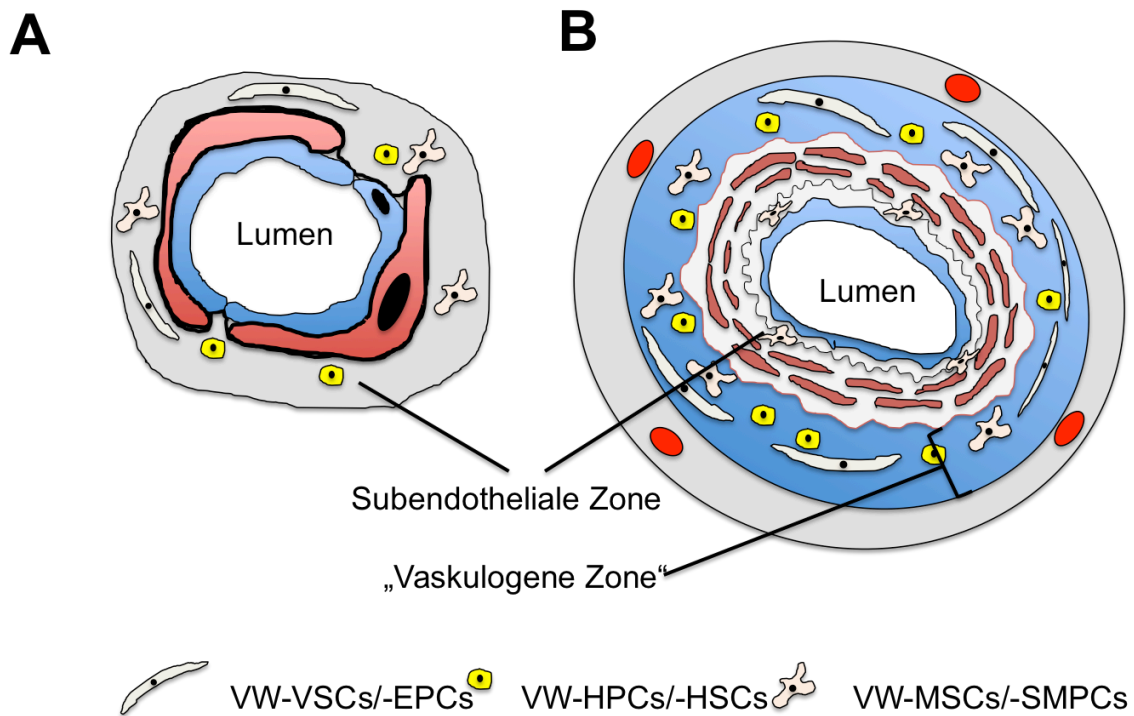 A
B
Lumen
Lumen
Subendotheliale Zone
„Vaskulogene Zone“
VW-VSCs/-EPCs VW-HPCs/-HSCs VW-MSCs/-SMPCs